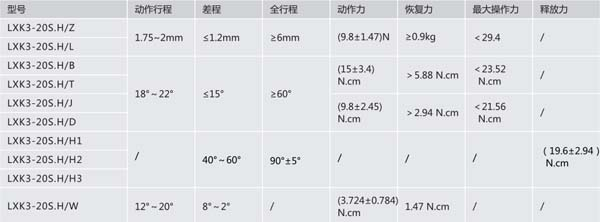 型号 动作行程 差程 全行程 动作力 恢复力 最大操作力 释放力
LXK3-20S.H/Z
1.75~2mm ≤1.2mm ≥6mm (9.8±1.47)N ≥0.9kg ＜29.4 /
LXK3-20S.H/L
LXK3-20S.H/B
(15±3.4) N.cm ＞5.88 N.cm ＜23.52 N.cm /
LXK3-20S.H/T
18°~22° ≤15° ≥60°
LXK3-20S.H/J
(9.8±2.45) N.cm ＞2.94 N.cm ＜21.56 N.cm /
LXK3-20S.H/D
LXK3-20S.H/H1
LXK3-20S.H/H2 / 40°~60° 90°±5° / / / （19.6±2.94）N.cm
LXK3-20S.H/H3
LXK3-20S.H/W 12°~20° 8°~2° / (3.724±0.784) N.cm 1.47 N.cm / /